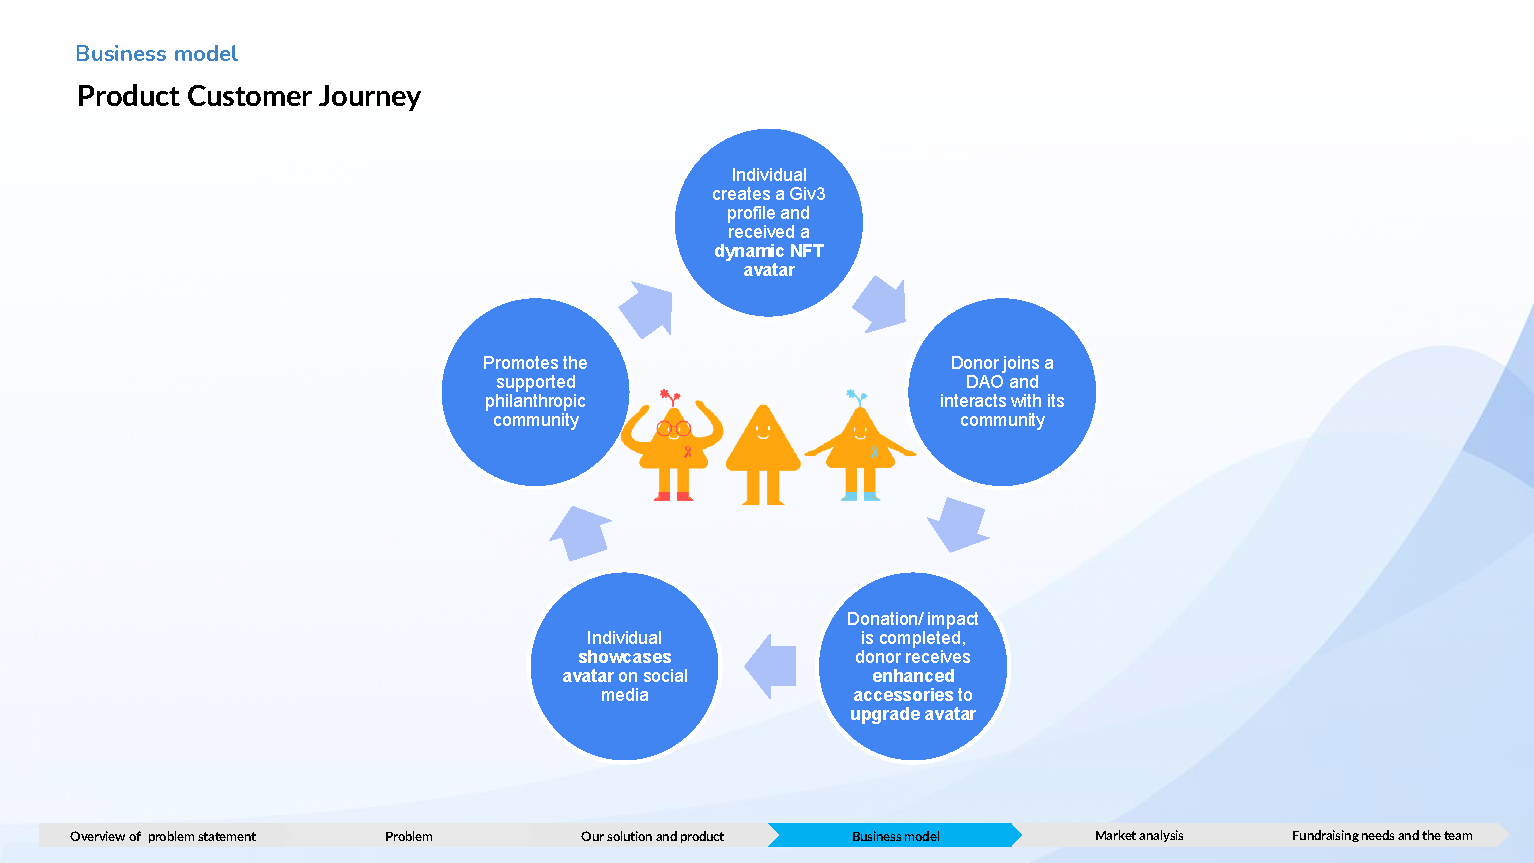 Business model
Product Customer Journey
Individual
creates a Giv3
profile and
received a
dynamic NFT
avatar
Donor joins a
DAO and
interacts with its
community
Donation/ impact
is completed,
donor receives
enhanced
accessories to
upgrade avatar
Individual
showcases
avatar on social
media
Promotes the
supported
philanthropic
community
Overview of problem statement
Problem
Our solution and product
Business model
Market analysis
Fundraising needs and the team